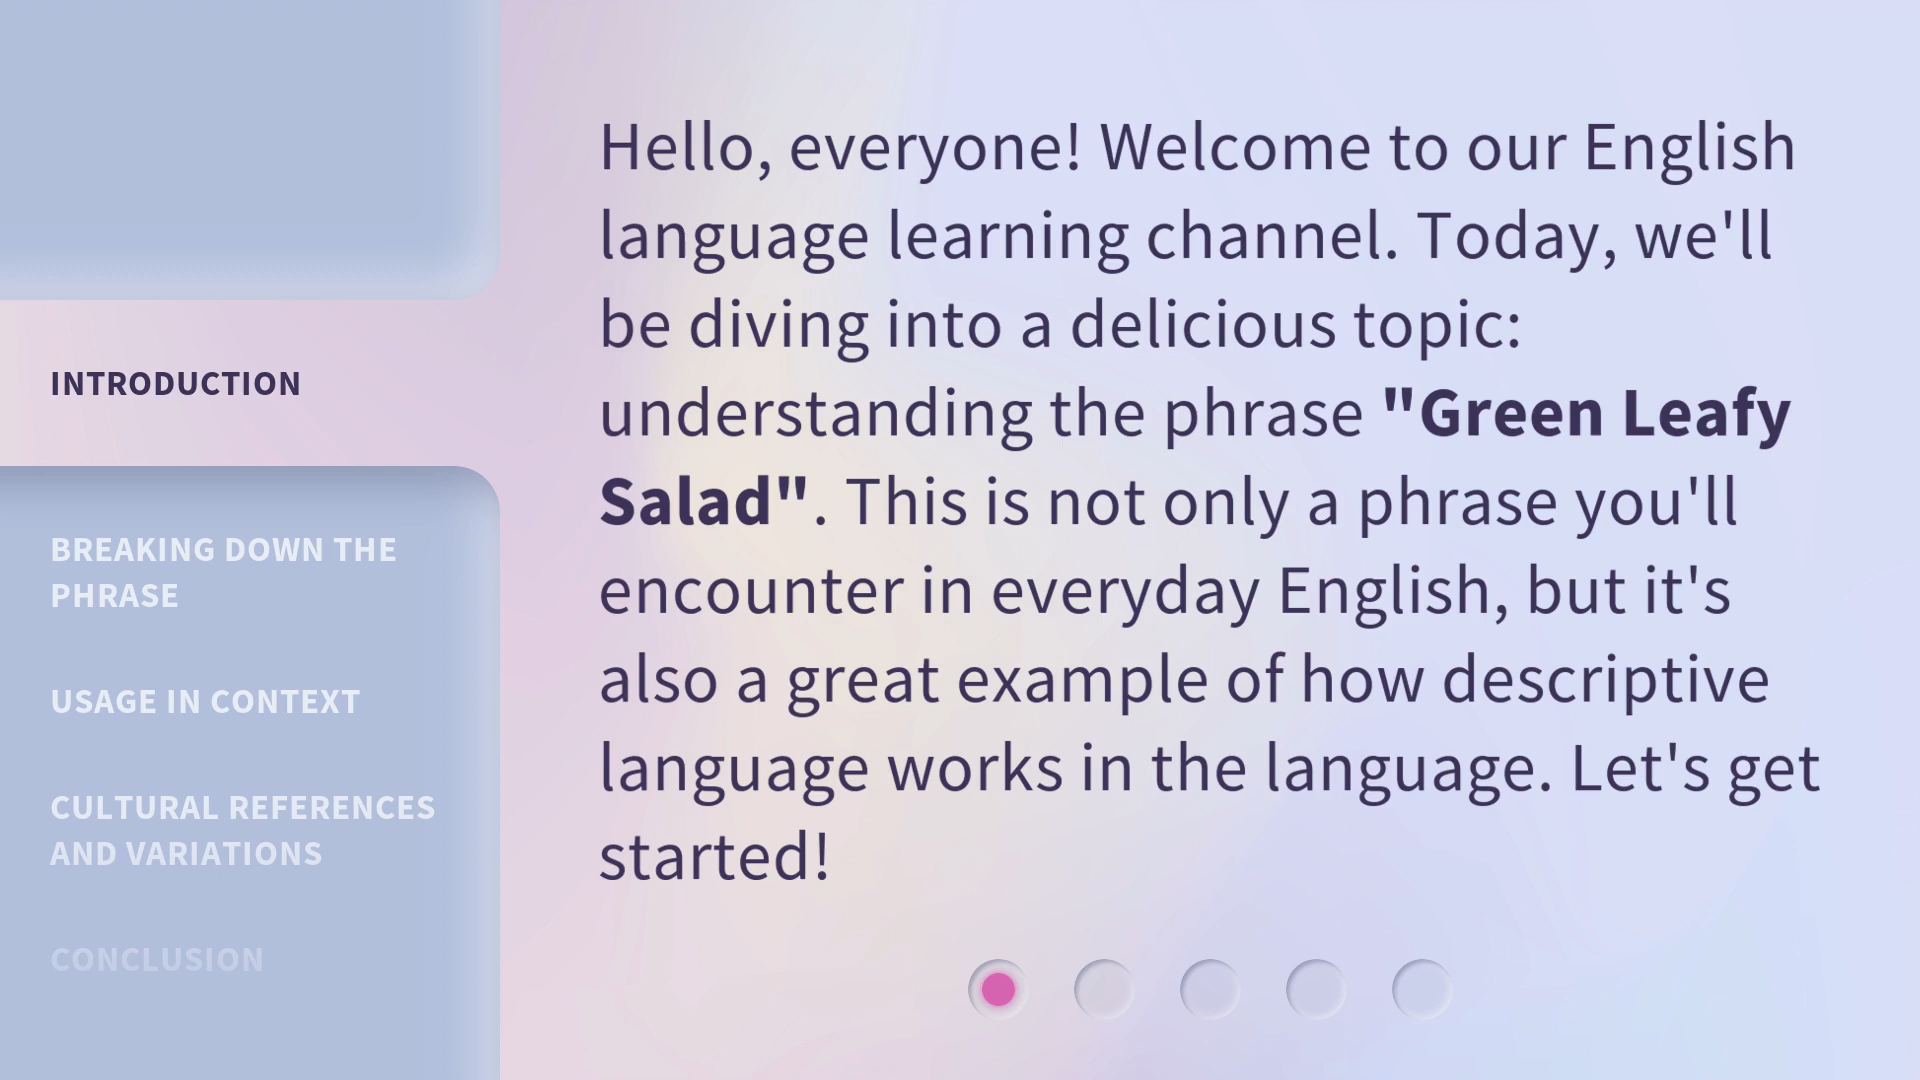 INTRODUCTION
BREAKING DOWN THE
PHRASE
USAGE IN CONTEXT
CULTURAL REFERENCES
AND VARIATIONS
CONCLUSION
Hello, everyone! Welcome to our English
language learning channel. Today, we'll
be diving into a delicious topic:
understanding the phrase "Green Leafy
Salad". This is not only a phrase you'll
encounter in everyday English, but it's
also a great example of how descriptive
language works in the language. Let's get
started!